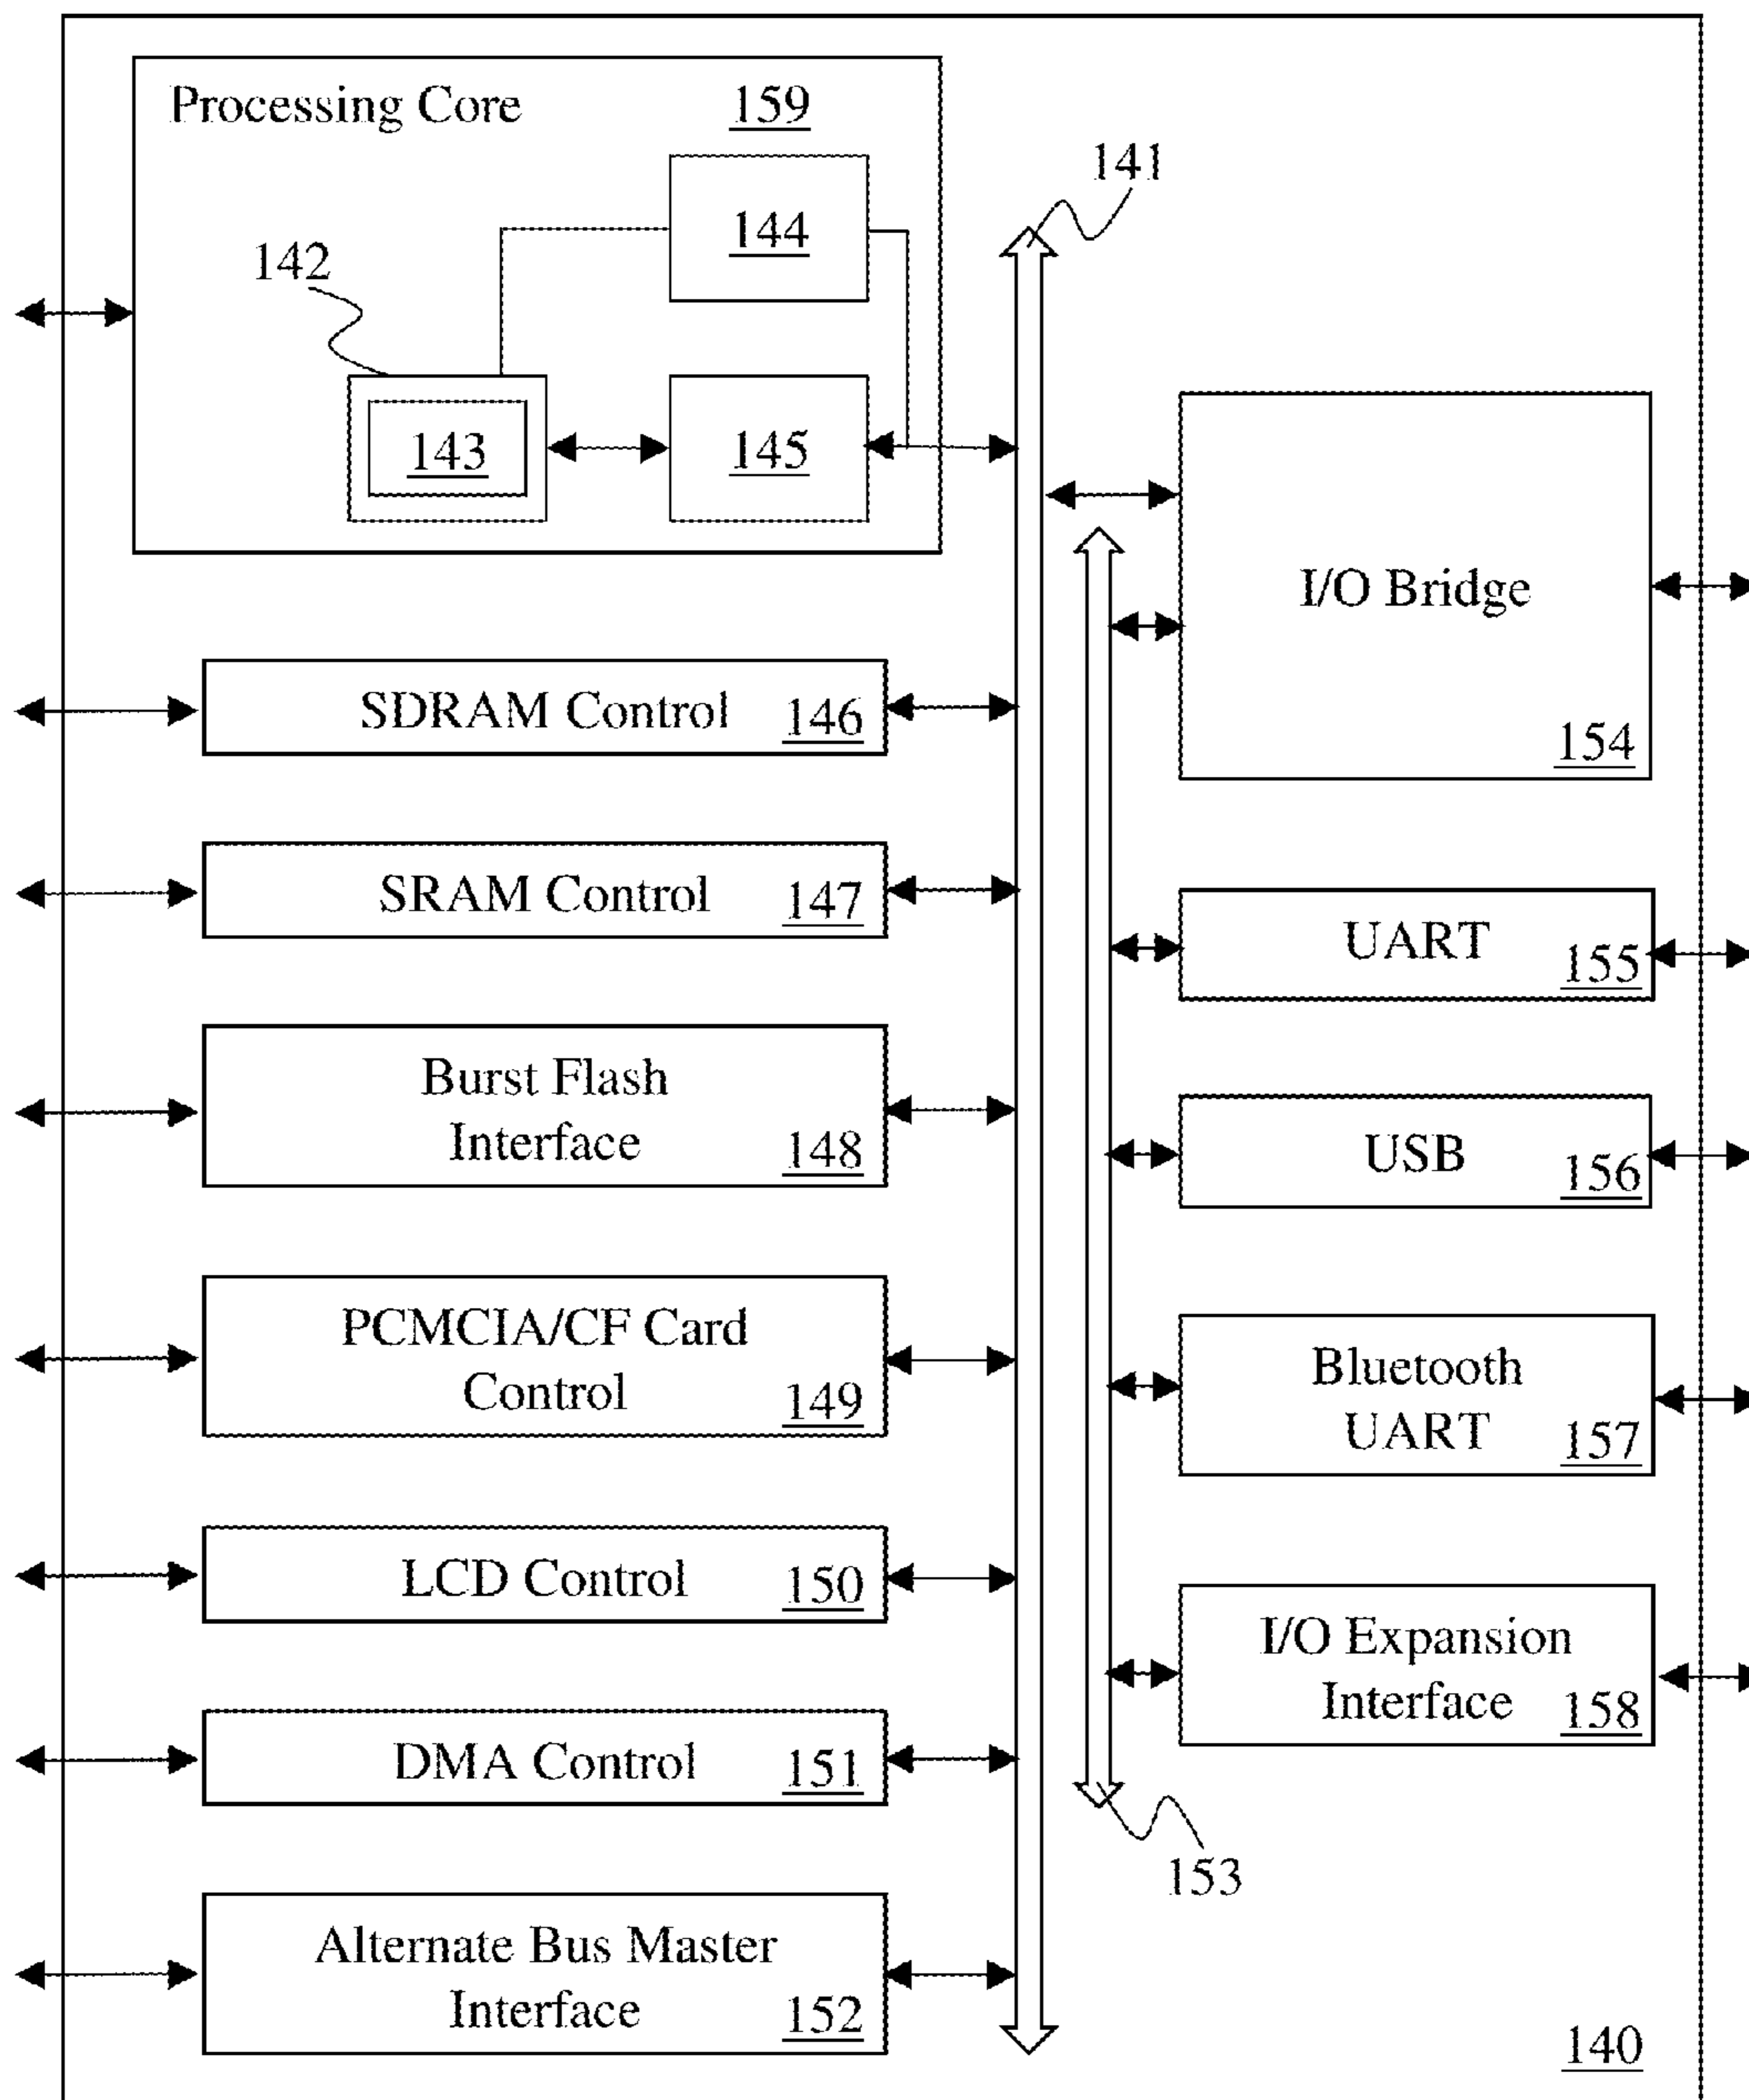 Processing Core 159
144
142
143
145
141
SDRAM Control 146
SRAM Control 147
Burst Flash
Interface 148
PCMCIA/CF Card
Control 149
LCD Control 150
DMA Control 151
Alternate Bus Master
Interface 152
I/O Bridge
154
UART 155
USB 156
Bluetooth
UART 157
I/O Expansion
Interface 158
153
140